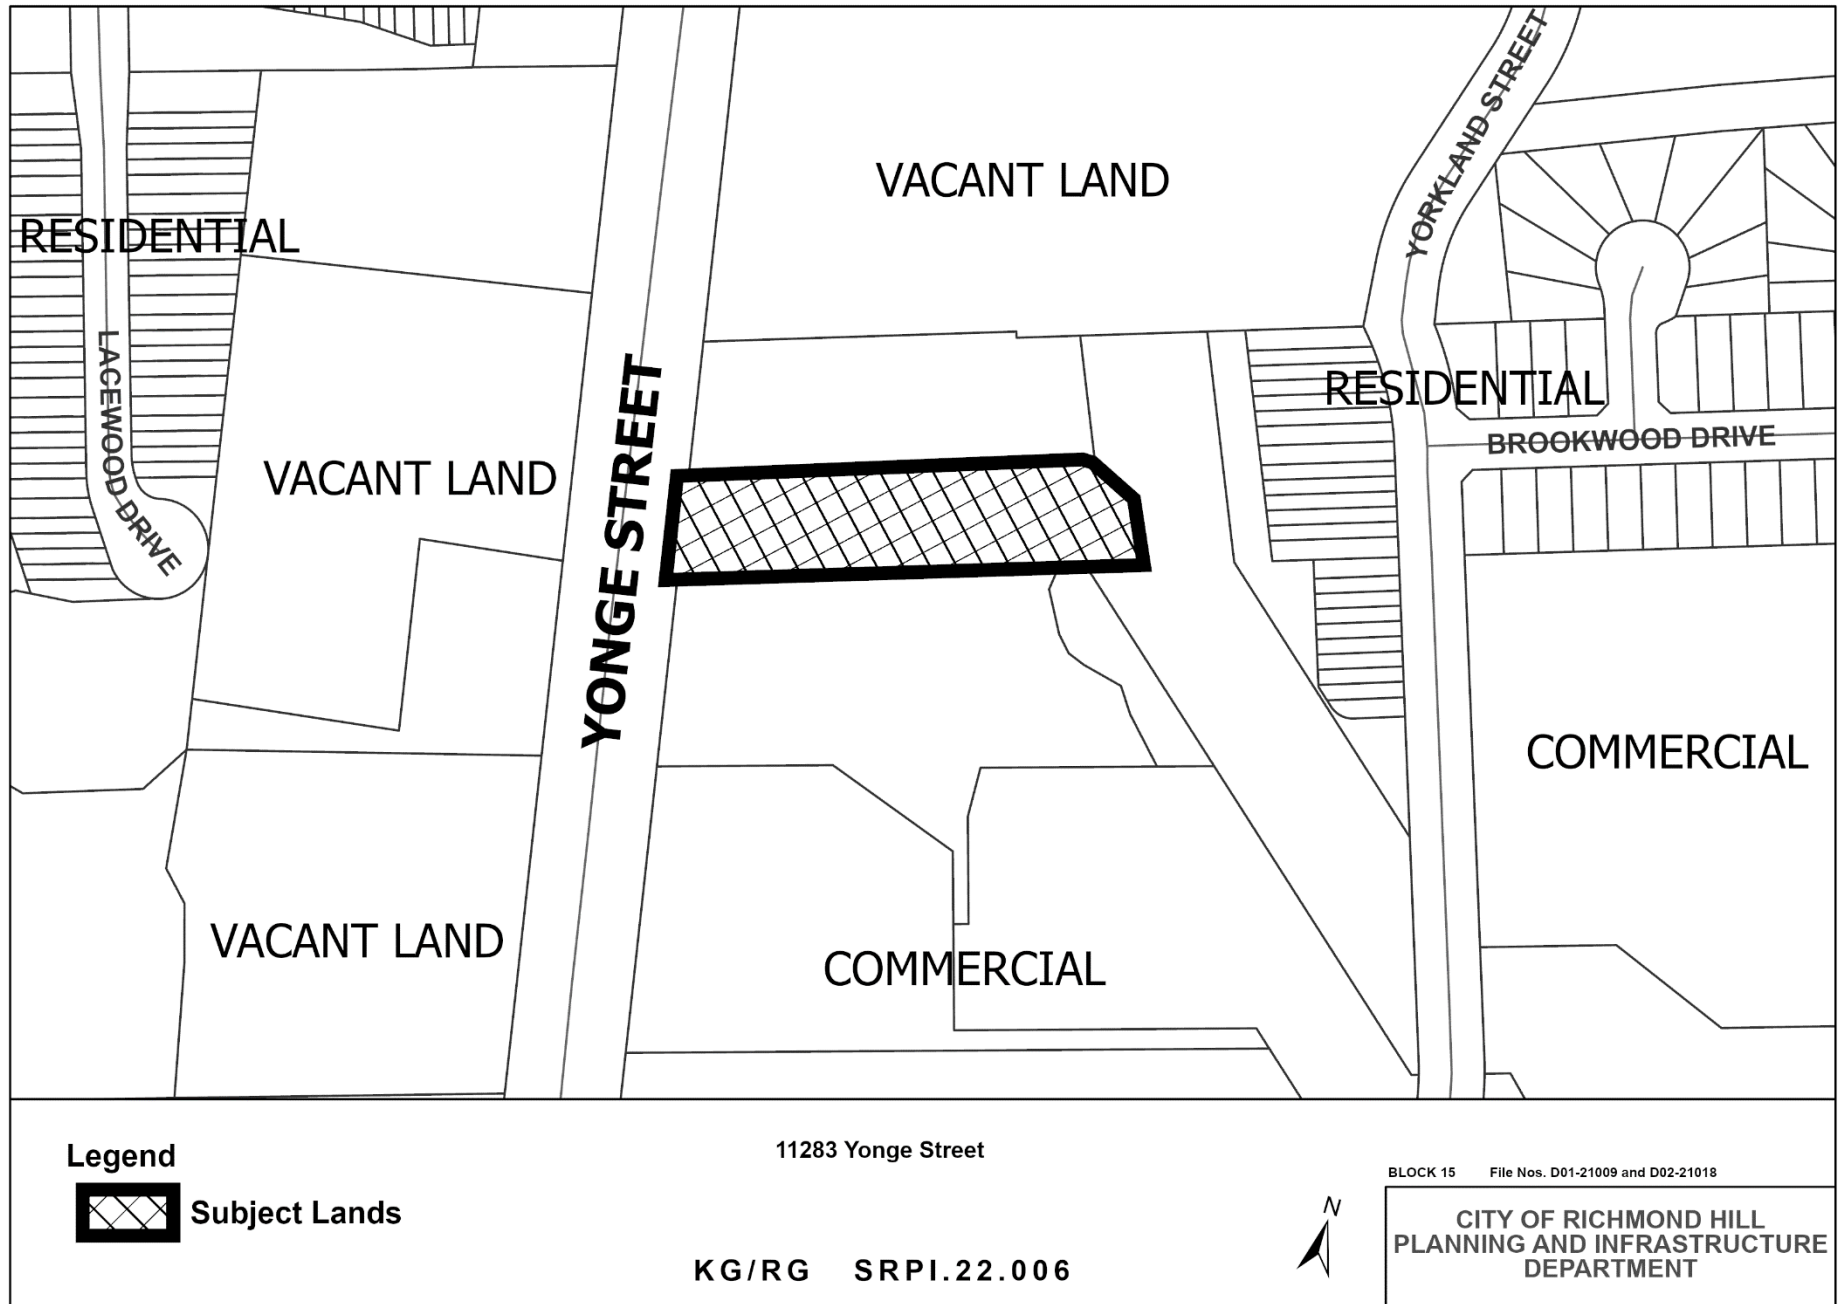 VACANT LAND
YORKLAND STREET
RESIDENTIAL
LACEWOOD DRIVE
YONGE STREET
RESIDENTIAL
BROOKWOOD DRIVE
VACANT LAND
COMMERCIAL
VACANT LAND
COMMERCIAL
Legend
Subject Lands
11283 Yonge Street
KG/RG SRPI.22.006
N
BLOCK 15 File Nos. D01-21009 and D02-21018
CITY OF RICHMOND HILL
PLANNING AND INFRASTRUCTURE
DEPARTMENT